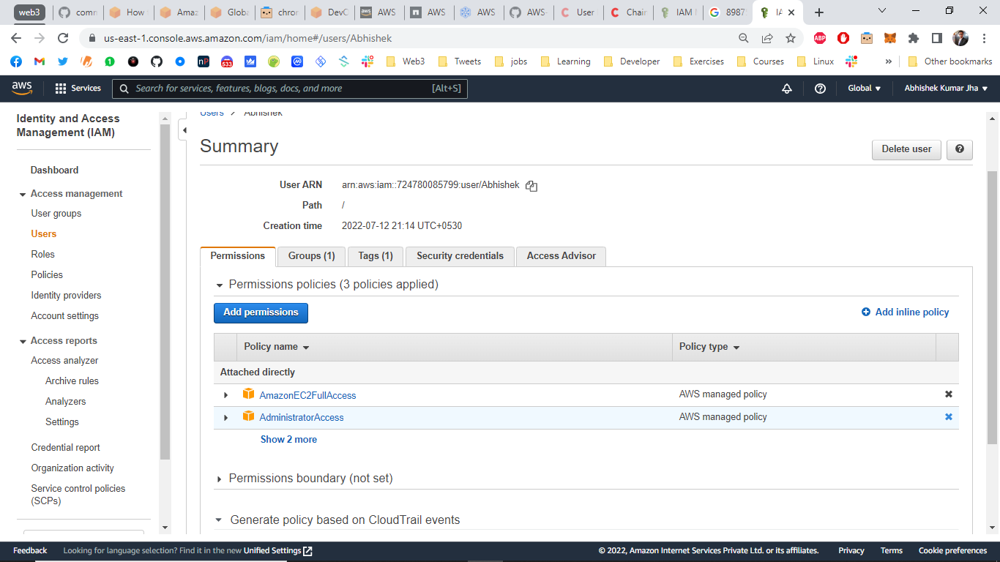 web3 comn How Amaz Globa chror DevC AWS AWS AWS AWS- User Chair IAM 8987 IA
us-east-1.console.aws.amazon.com/iam/home#/users/Abhishek ABP
1 nP 533 Web3 Tweets jobs Learning Developer Exercises Courses Linux » Other bookmarks
aws Services Search for services, features, blogs, docs, and more [Alt+S] Global Abhishek Kumar Jha
Identity and Access
Management (IAM)
Dashboard
Access management
User groups
Users
Roles
Policies
Identity providers
Account settings
Access reports
Access analyzer
Archive rules
Analyzers
Settings
Credential report
Organization activity
Service control policies
(SCPs)
Users > Abhishek
Summary
Delete user
User ARN arn:aws:iam::724780085799:user/Abhishek
Path /
Creation time 2022-07-12 21:14 UTC+0530
Permissions Groups (1) Tags (1) Security credentials Access Advisor
Permissions policies (3 policies applied)
Add permissions Add inline policy
Policy name Policy type
Attached directly
AmazonEC2FullAccess AWS managed policy
AdministratorAccess AWS managed policy
Show 2 more
Permissions boundary (not set)
Generate policy based on CloudTrail events
Feedback Looking for language selection? Find it in the new Unified Settings © 2022, Amazon Internet Services Private Ltd. or its affiliates. Privacy Terms Cookie preferences